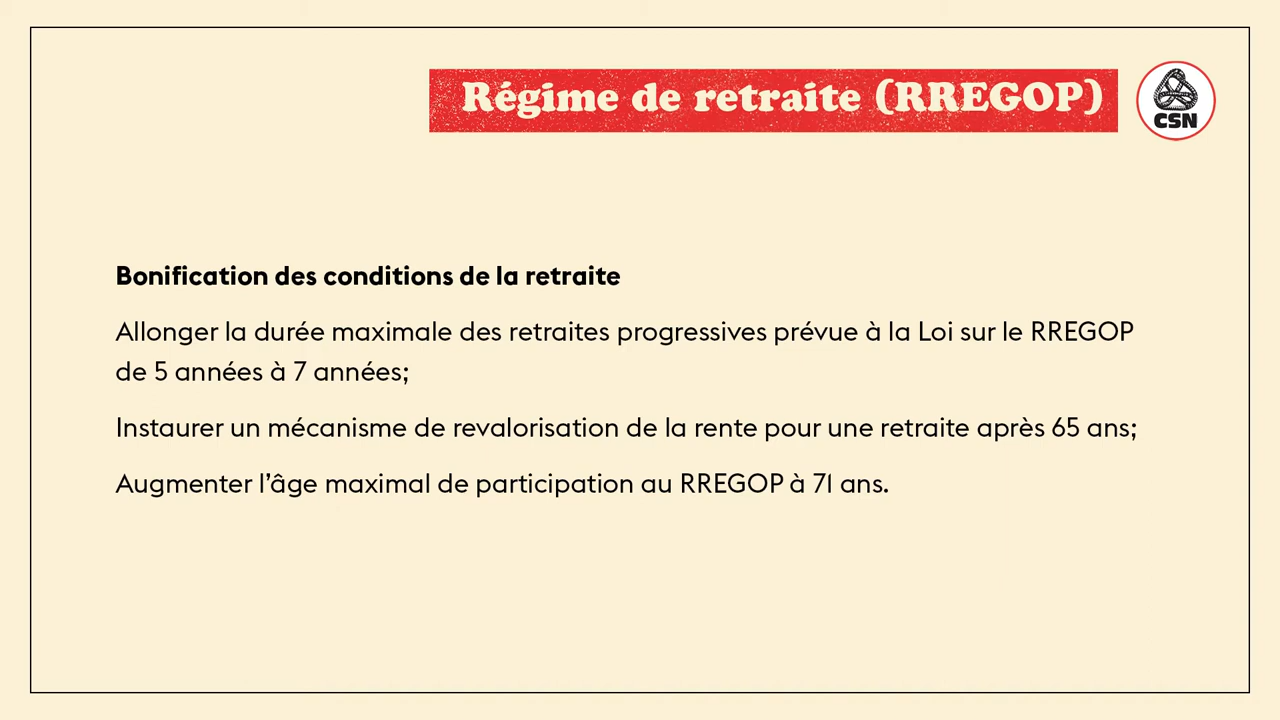 Régime de retraite (RREGOP)
CSN
Bonification des conditions de la retraite
Allonger la durée maximale des retraites progressives prévue à la Loi sur le RREGOP
de 5 années à 7 années;
Instaurer un mécanisme de revalorisation de la rente pour une retraite après 65 ans;
Augmenter l’âge maximal de participation au RREGOP à 71 ans.